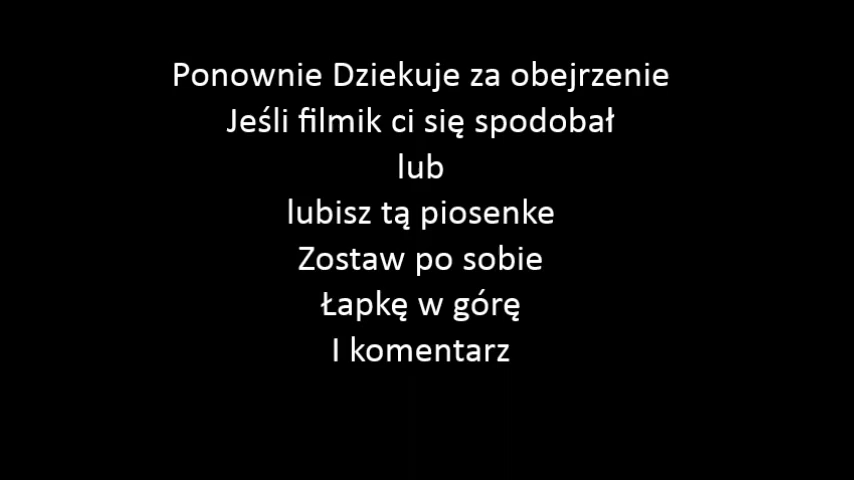 Ponownie Dziekuje za obejrzenie
Jeśli filmik ci się spodobał
lub
lubisz tą piosenke
Zostaw po sobie
Łapkę w górę
I komentarz